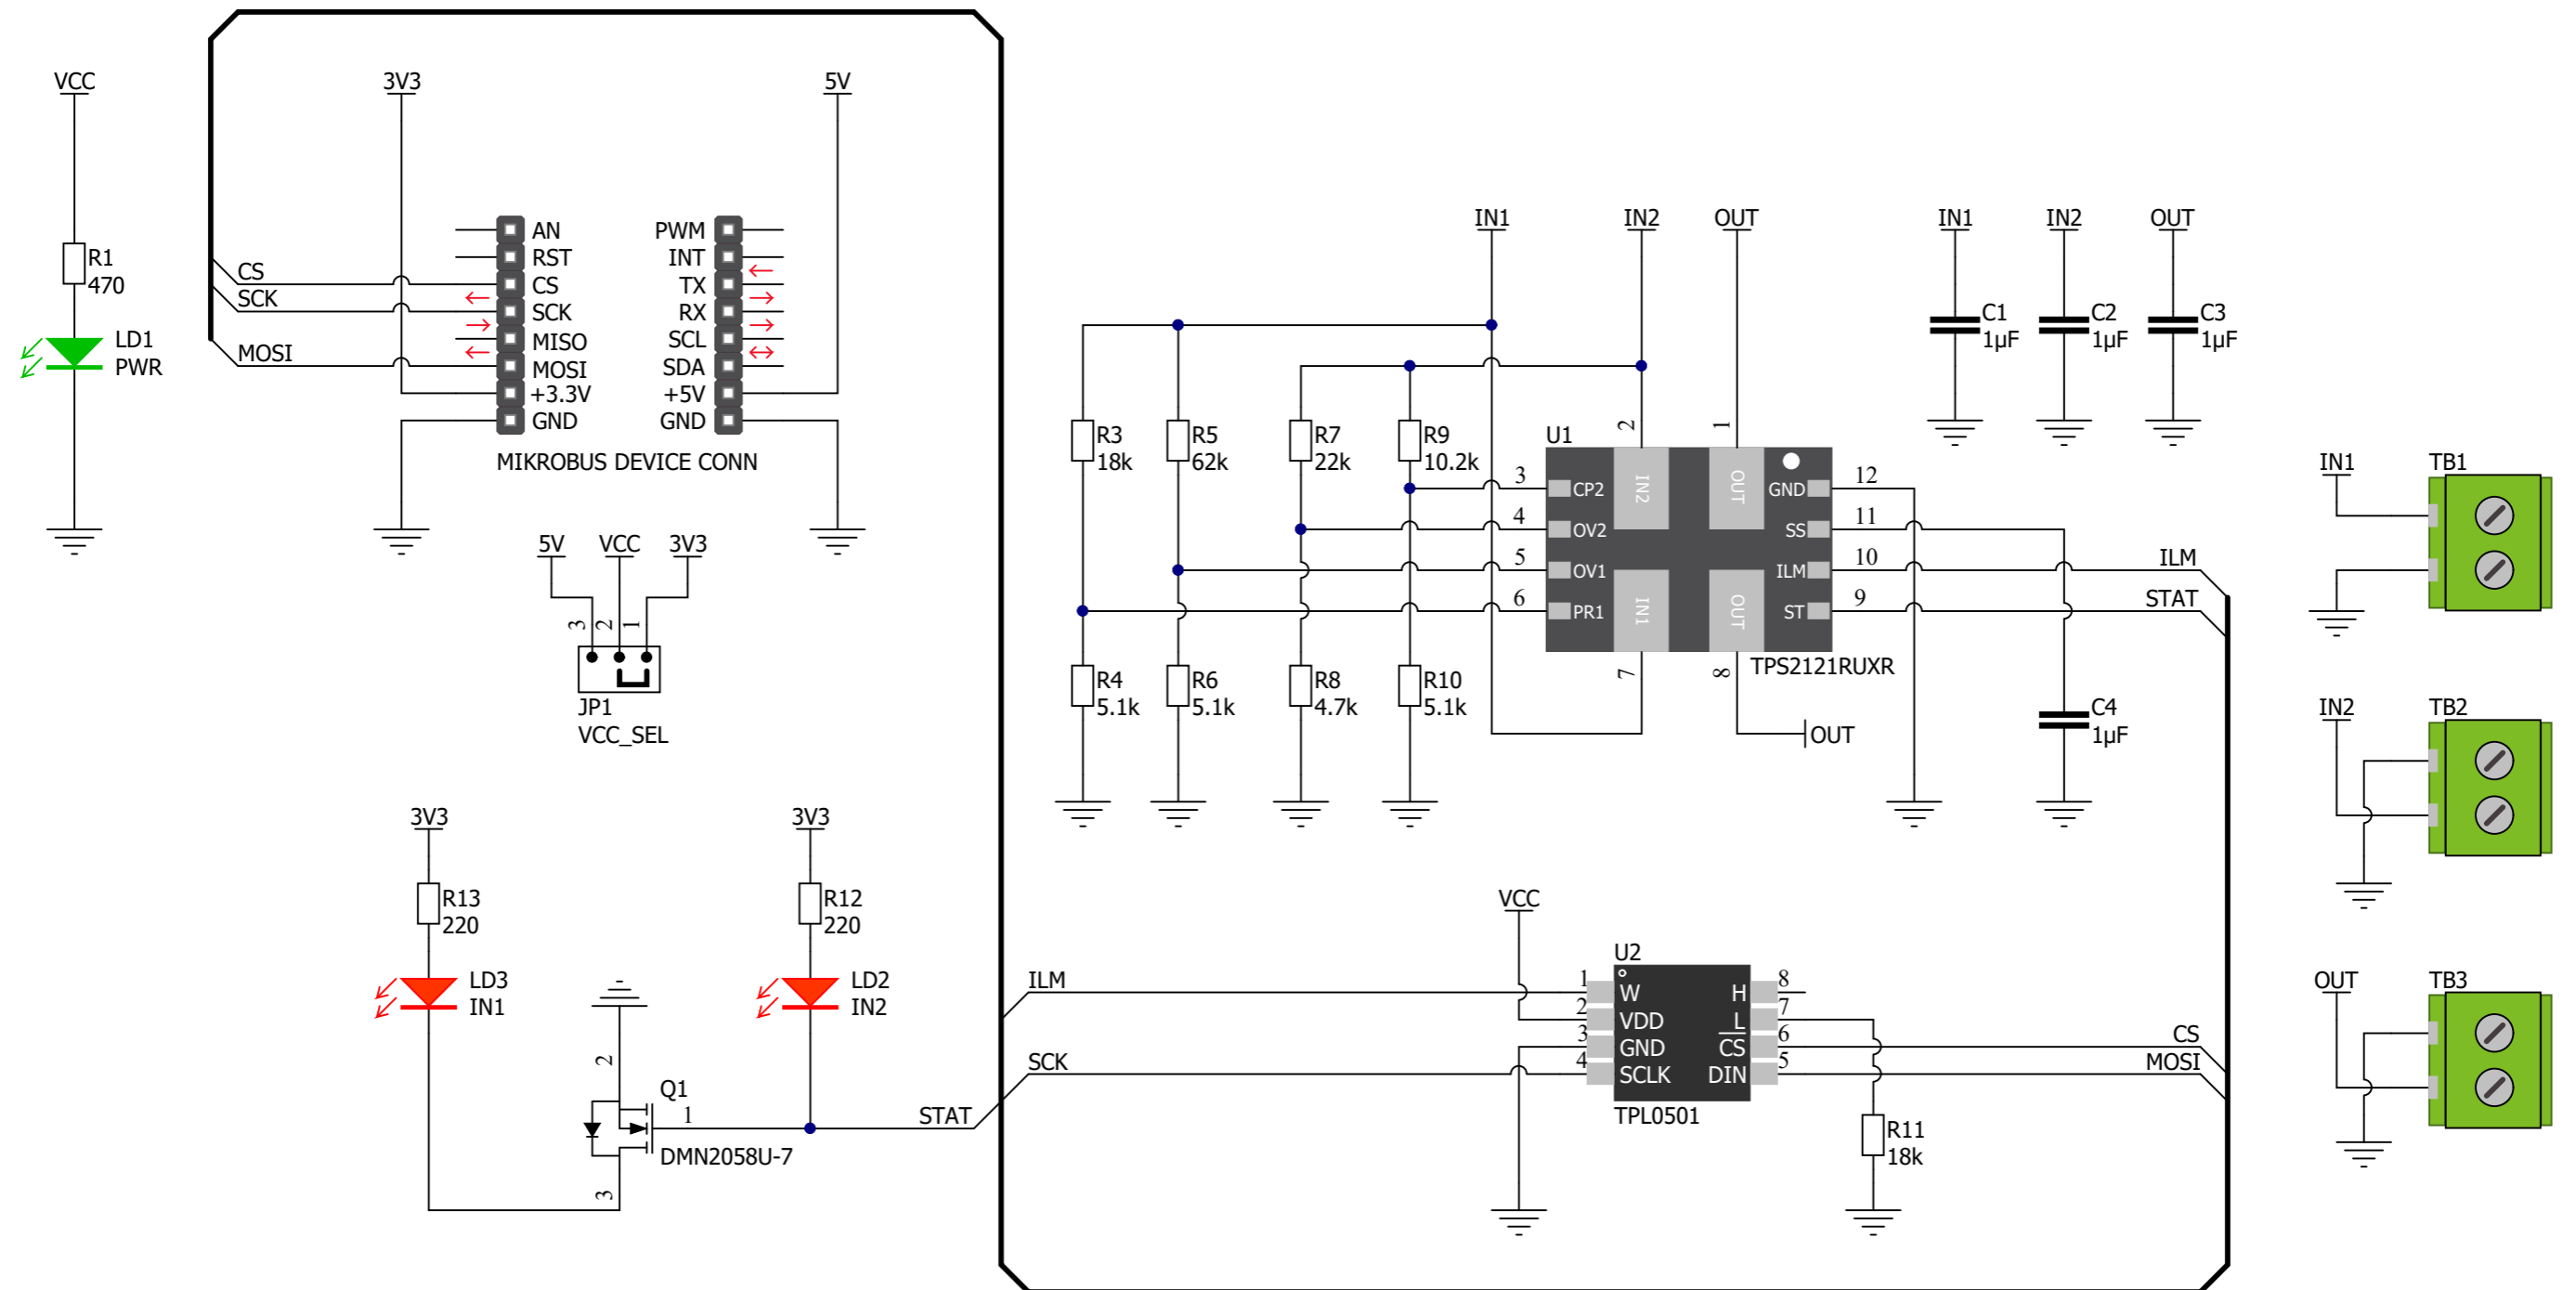 VCC
R1
470
LD1
PWR
3V3
5V
CS
SCK
MOSI
AN
RST
CS
SCK
MISO
MOSI
+3.3V
GND
PWM
INT
TX
RX
SCL
SDA
+5V
GND
MIKROBUS DEVICE CONN
5V
VCC
3V3
3
2
1
JP1
VCC_SEL
3V3
R13
220
LD3
IN1
3V3
R12
220
LD2
IN2
2
Q1
1
DMN2058U-7
3
STAT
IN1
IN2
OUT
R3
18k
R5
62k
R7
22k
R9
10.2k
R4
5.1k
R6
5.1k
R8
4.7k
R10
5.1k
U1
2
1
3
4
5
6
CP2
OV2
OV1
PR1
IN2
OUT
IN1
OUT
GND
SS
ILM
ST
12
11
10
9
7
8
TPS2121RUXR
OUT
ILM
STAT
IN1
C1
1µF
IN2
C2
1µF
OUT
C3
1µF
C4
1µF
ILM
SCK
VCC
U2
1
2
3
4
W
VDD
GND
SCLK
H
L
CS
DIN
8
7
6
5
TPL0501
R11
18k
CS
MOSI
IN1
TB1
IN2
TB2
OUT
TB3